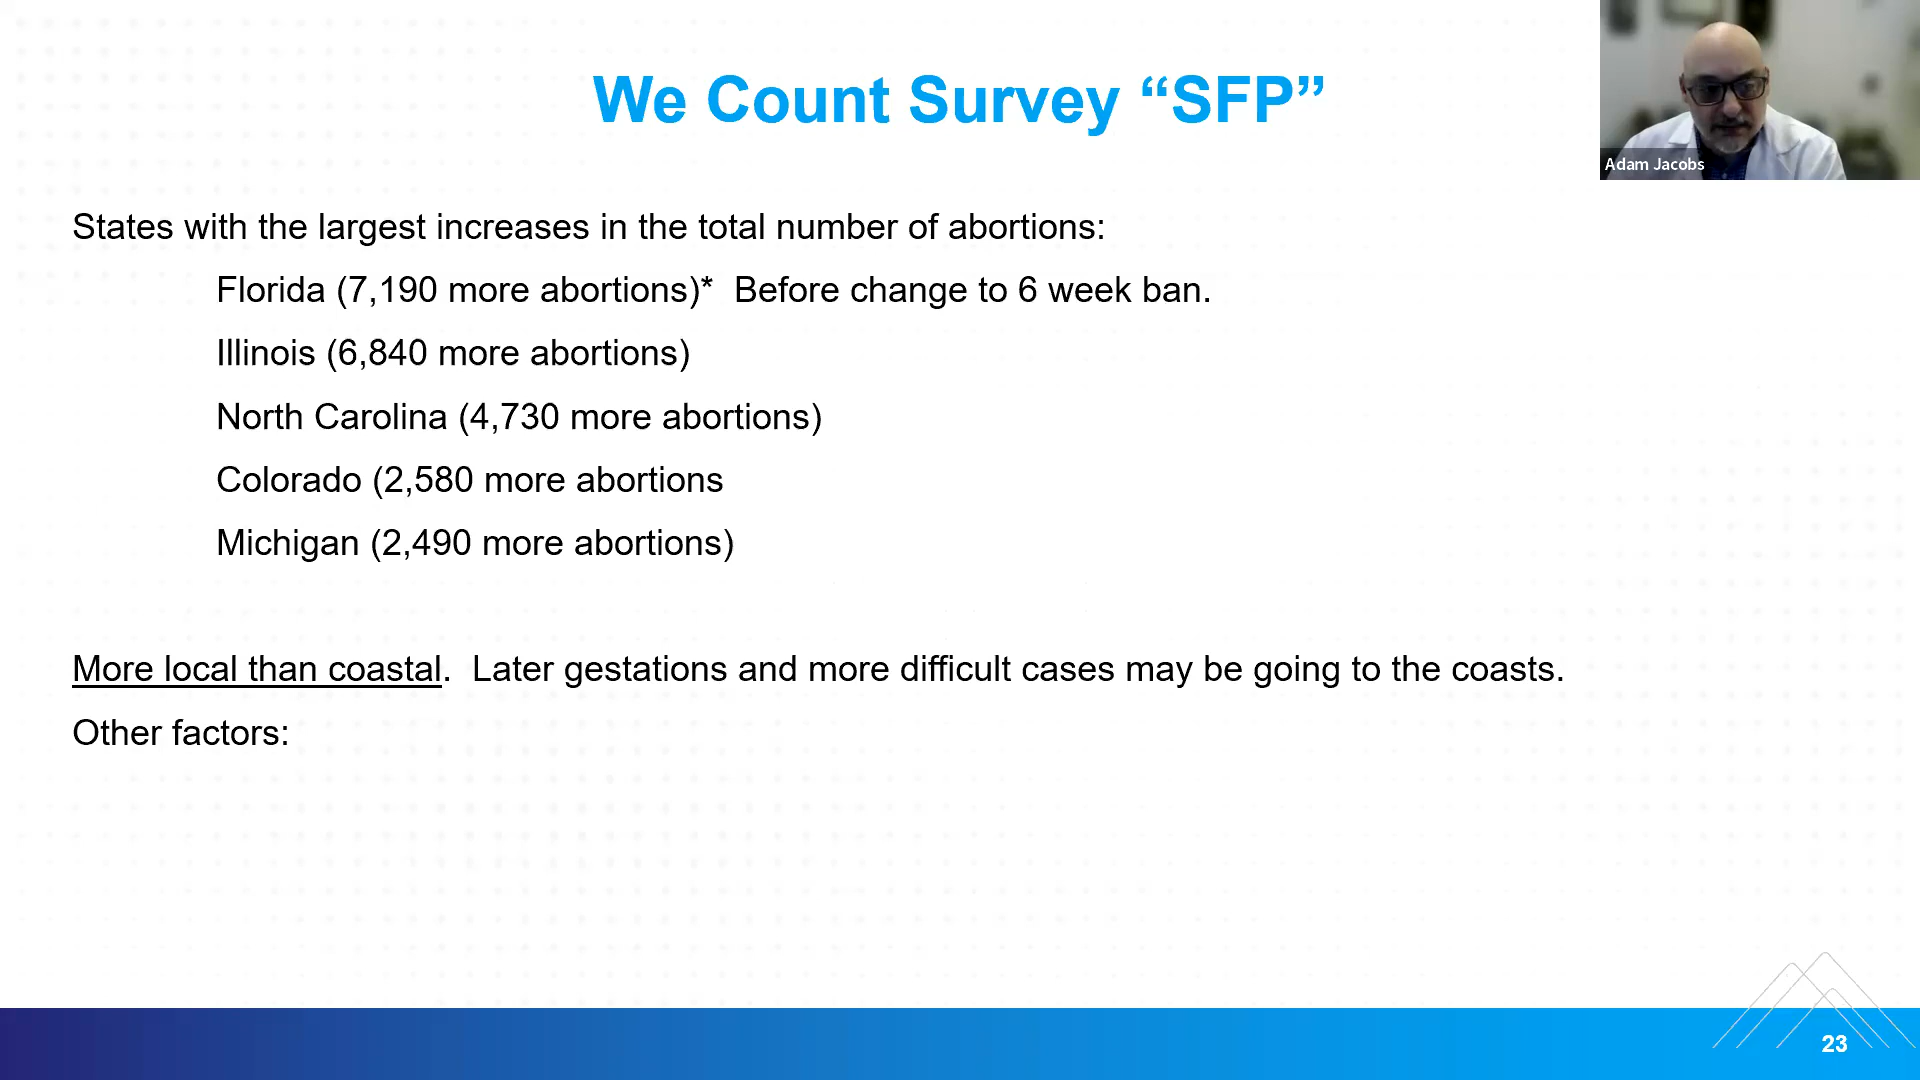 We Count Survey “SFP”
Adam Jacobs
States with the largest increases in the total number of abortions:
Florida (7,190 more abortions)*  Before change to 6 week ban.
Illinois (6,840 more abortions)
North Carolina (4,730 more abortions)
Colorado (2,580 more abortions
Michigan (2,490 more abortions)
More local than coastal.  Later gestations and more difficult cases may be going to the coasts.
Other factors:
23